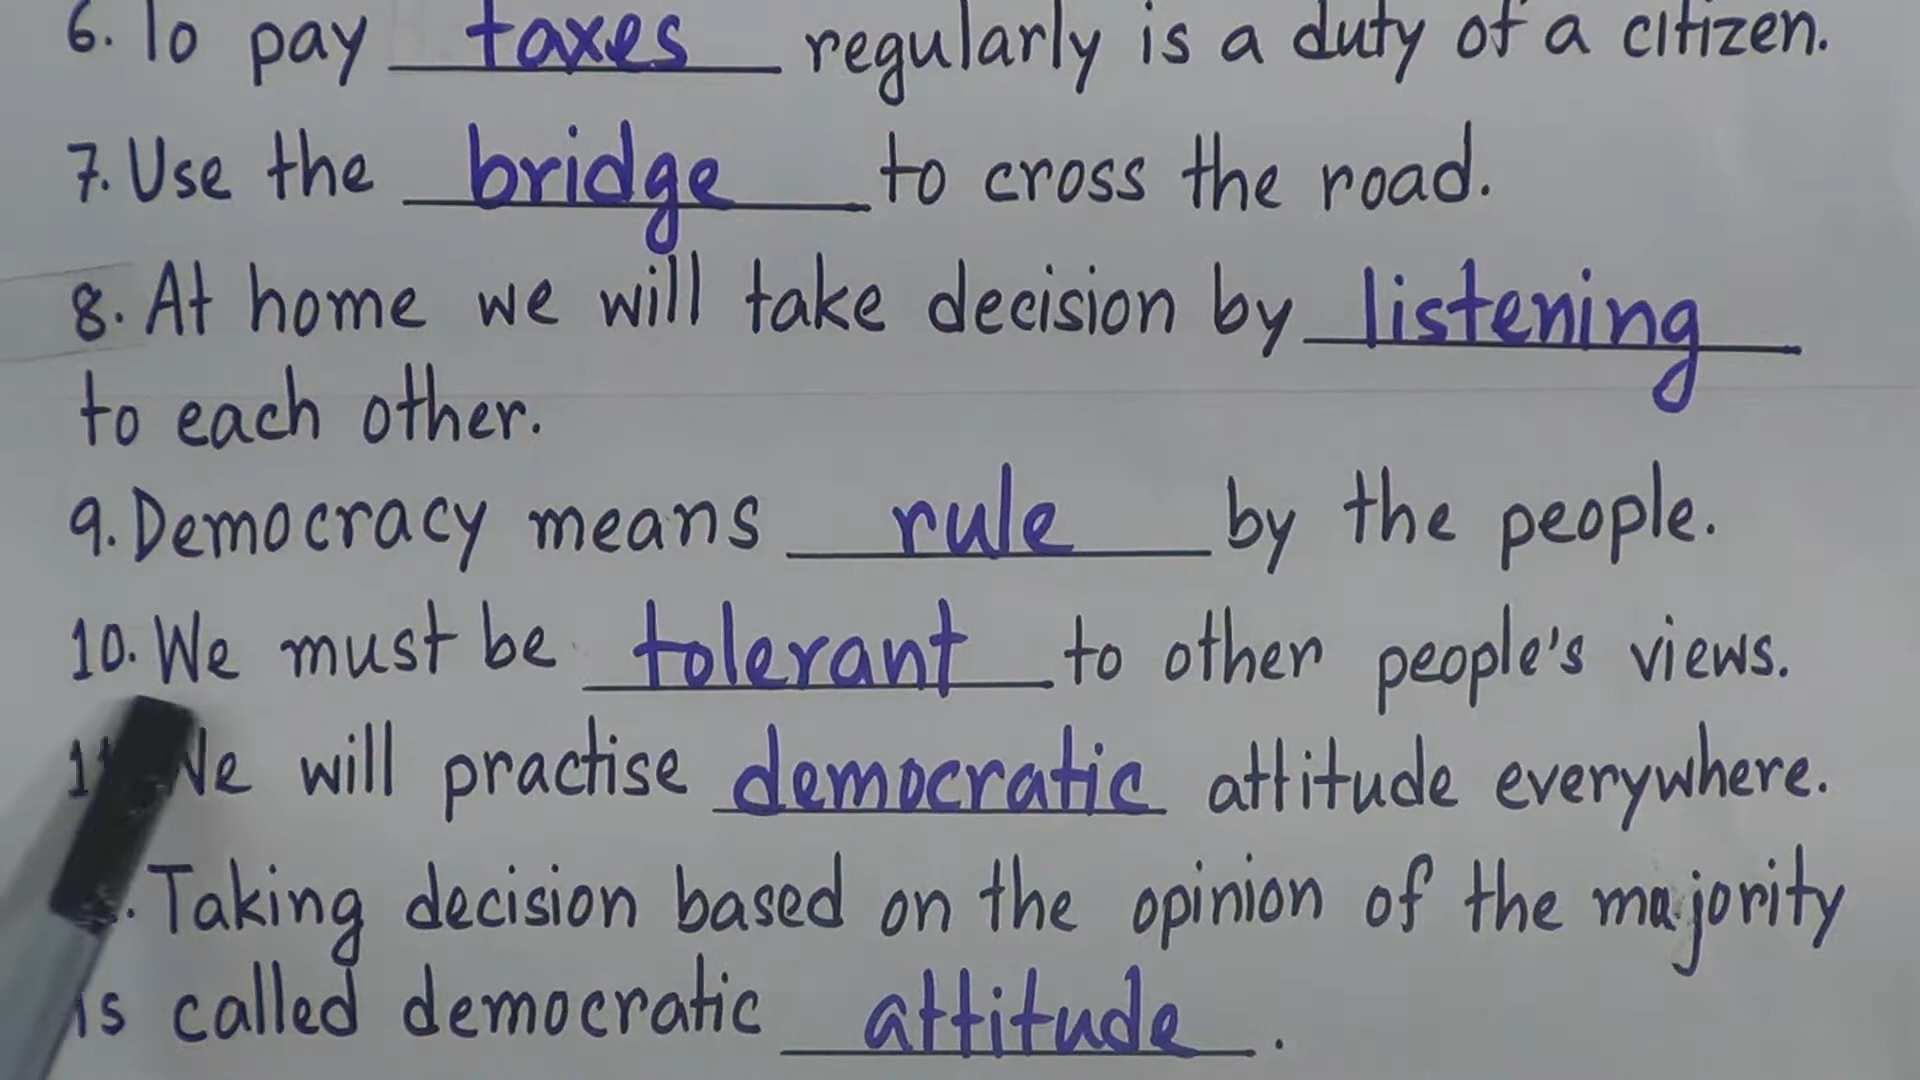 6. To pay taxes regularly is a duty of a citizen.
7. Use the bridge to cross the road.
8. At home we will take decision by listening
to each other.
9. Democracy means rule by the people.
10. We must be tolerant to other people's views.
We will practise democratic attitude everywhere.
Taking decision based on the opinion of the majority
is called democratic attitude.